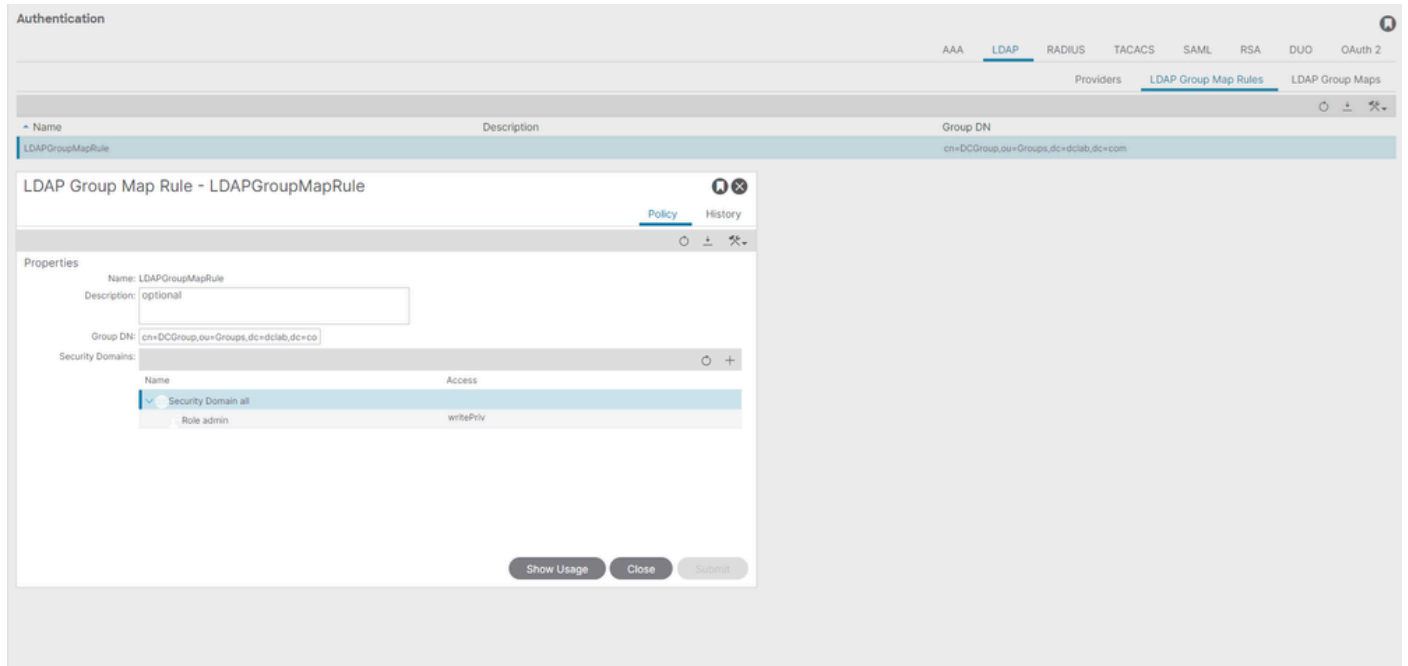 Authentication
AAA LDAP RADIUS TACACS SAML RSA DUO OAuth 2
Providers LDAP Group Map Rules LDAP Group Maps
Name Description Group DN
LDAPGroupMapRule cn=DCGroup,ou=Groups,dc=dclab,dc=com
LDAP Group Map Rule - LDAPGroupMapRule
Policy History
Properties
Name: LDAPGroupMapRule
Description: optional
Group DN: cn=DCGroup,ou=Groups,dc=dclab,dc=co
Security Domains:
Name Access
Security Domain all
Role admin writePriv
Show Usage Close Submit